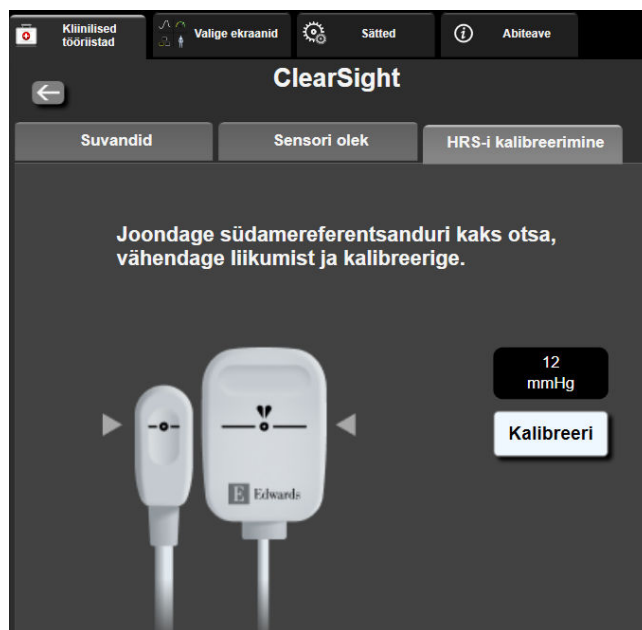 Kliinilised
tööriistad
Valige ekraanid
Sätted
Abiteave
ClearSight
Suvandid
Sensori olek
HRS-i kalibreerimine
Joondage südamereferentsanduri kaks otsa,
vähendage liikumist ja kalibreerige.
12
mmHg
Kalibreeri
E Edwards